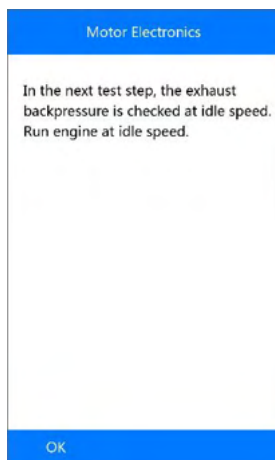 Motor Electronics
In the next test step, the exhaust
backpressure is checked at idle speed.
Run engine at idle speed.
OK